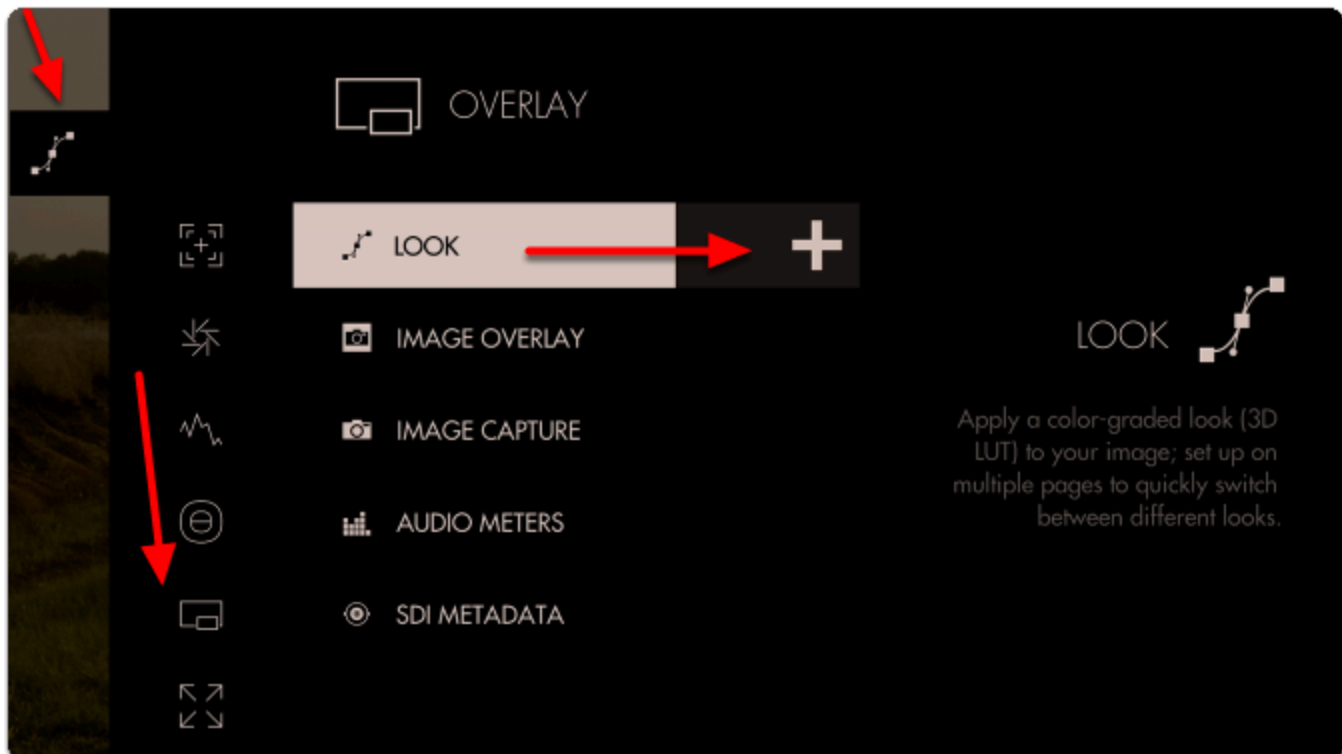 OVERLAY
LOOK
IMAGE OVERLAY
IMAGE CAPTURE
AUDIO METERS
SDI METADATA
LOOK
Apply a color-graded look (3D
LUT) to your image; set up on
multiple pages to quickly switch
between different looks.